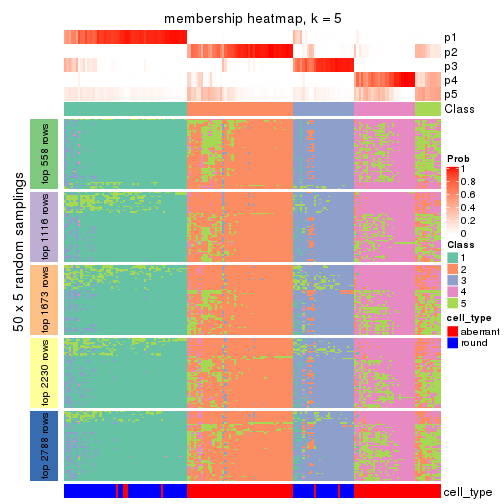 membership heatmap, k = 5
p1
p2
p3
p4
p5
Class
50 x 5 random samplings
top 558 rows
top 1116 rows
top 1673 rows
top 2230 rows
top 2788 rows
cell_type
Prob
1
0.8
0.6
0.4
0.2
0
Class
1
2
3
4
5
cell_type
aberrant
round